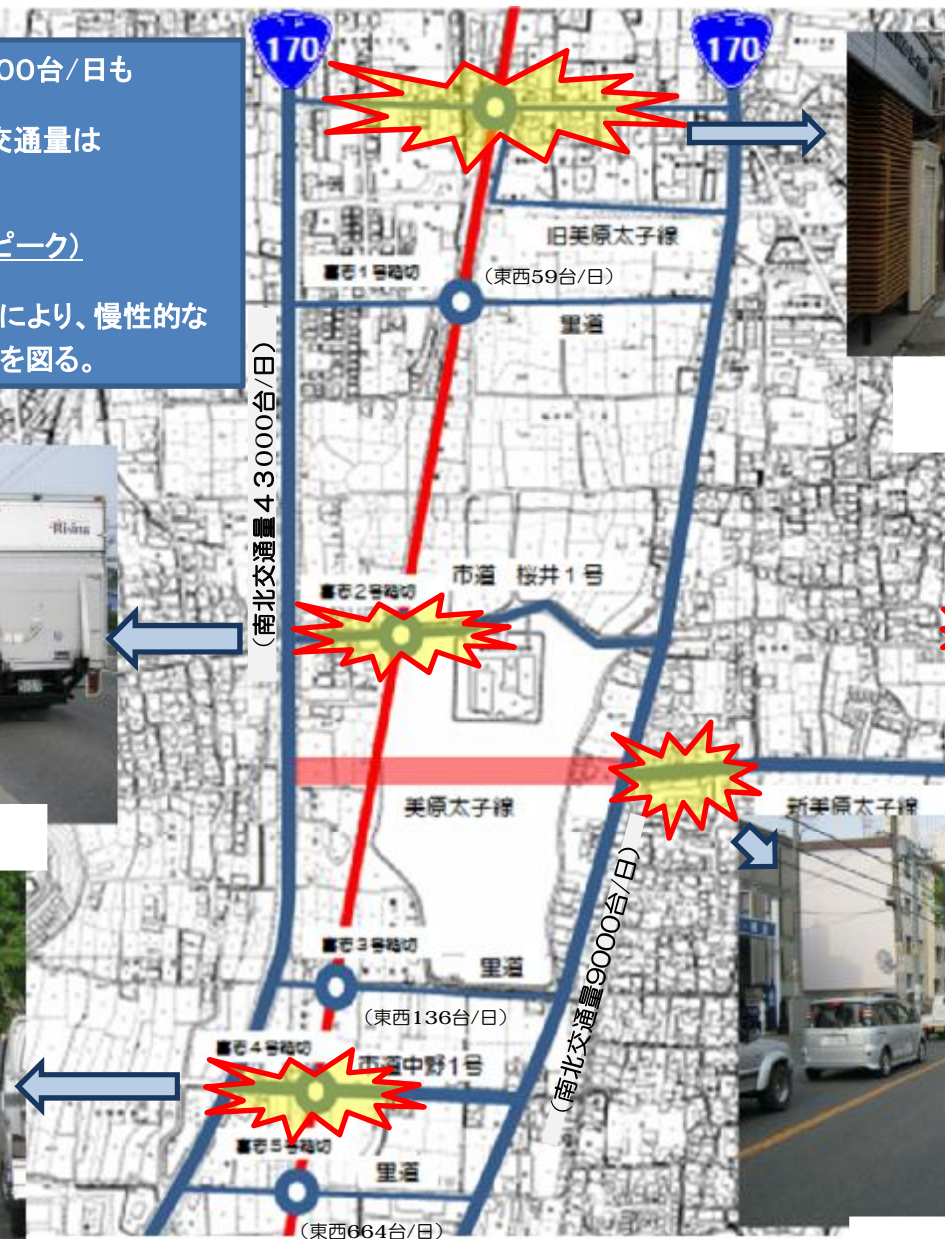 00台/日も
交通量は
ピーク)
により、慢性的な
を図る。
170
170
旧美原太子線
富志1号踏切
(東西59台/日)
里道
(南北交通量43000台/日)
市道 桜井1号
富志2号踏切
美原太子線
新美原太子線
(南北交通量9000台/日)
富志3号踏切
里道
(東西136台/日)
富志4号踏切
市道中野1号
富志5号踏切
里道
(東西664台/日)
Rising